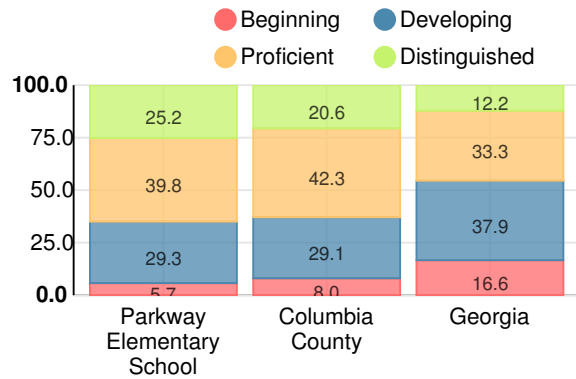 Beginning Developing
Proficient Distinguished
100.0
75.0
50.0
25.0
0.0
25.2 20.6 12.2
39.8 42.3 33.3
29.3 29.1 37.9
5.7 8.0 16.6
Parkway
Elementary
School
Columbia
County
Georgia